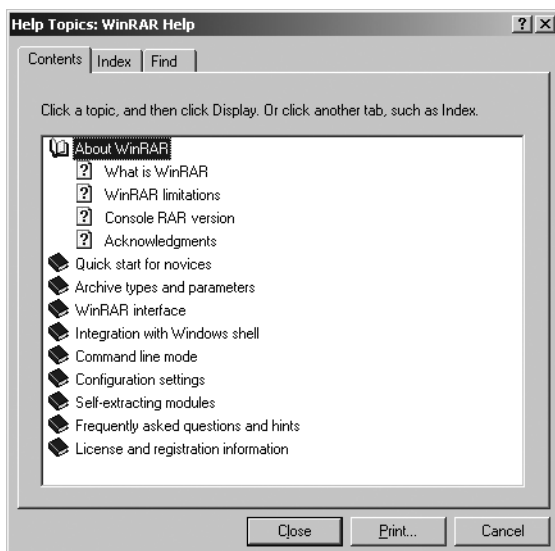 Help Topics: WinRAR Help
Contents Index Find
Click a topic, and then click Display. Or click another tab, such as Index.
About WinRAR
What is WinRAR
WinRAR limitations
Console RAR version
Acknowledgments
Quick start for novices
Archive types and parameters
WinRAR interface
Integration with Windows shell
Command line mode
Configuration settings
Self-extracting modules
Frequently asked questions and hints
License and registration information
Close Print... Cancel